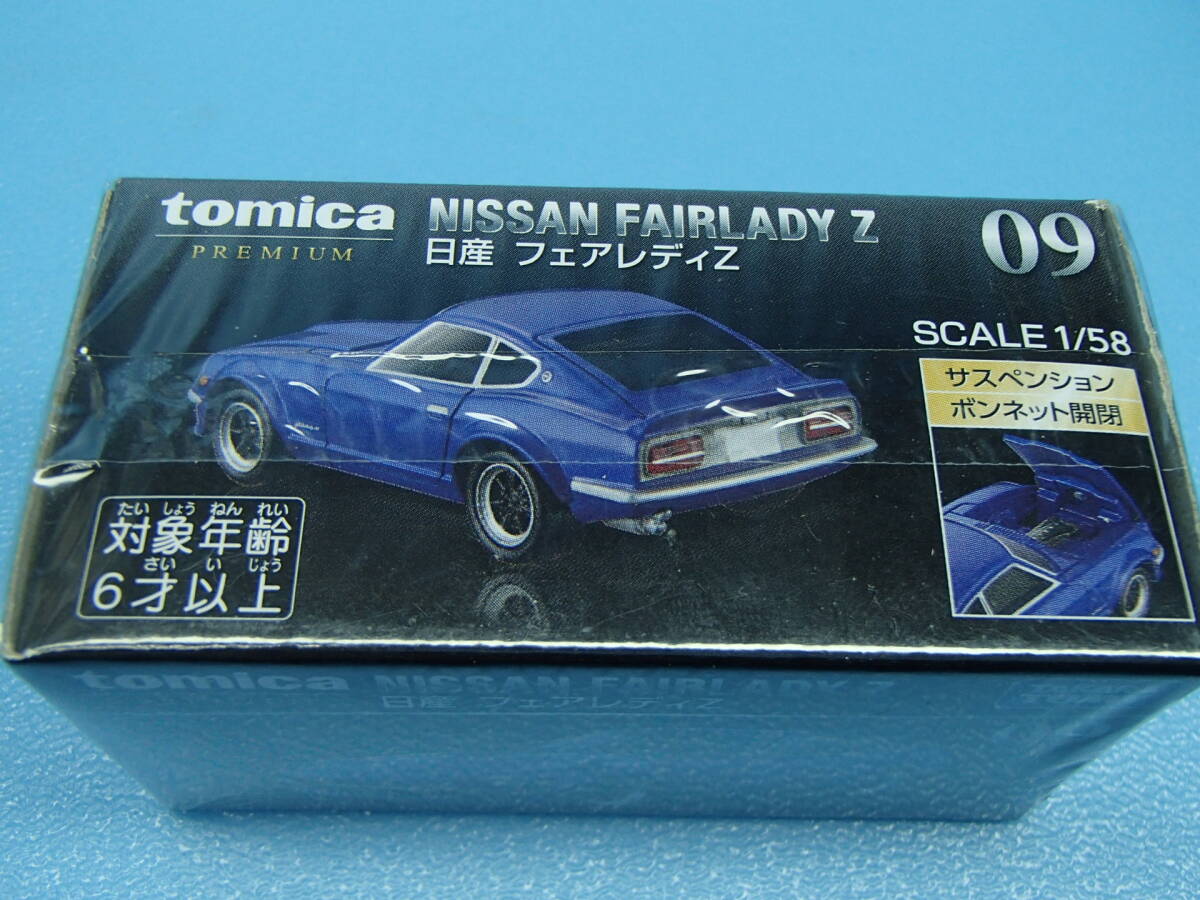 tomica
PREMIUM
NISSAN FAIRLADY Z
日産 フェアレディZ
09
SCALE 1/58
サスペンション
ボンネット開閉
たい しょう ねん れい
対象年齢
さい い じょう
6才以上
tomica
NISSAN FAIRLADY Z
日産 フェアレディZ